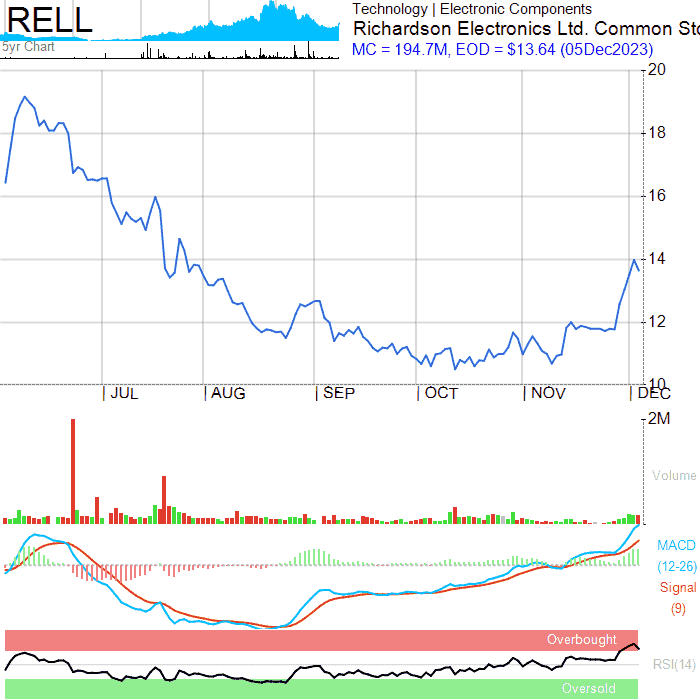 RELL
5yr Chart
Technology | Electronic Components
Richardson Electronics Ltd. Common Sto
MC = 194.7M, EOD = $13.64 (05Dec2023)
20
18
16
14
12
10
| JUL | AUG | SEP | OCT | NOV | DEC
2M
Volume
MACD
(12-26)
Signal
(9)
Overbought
RSI(14)
Oversold